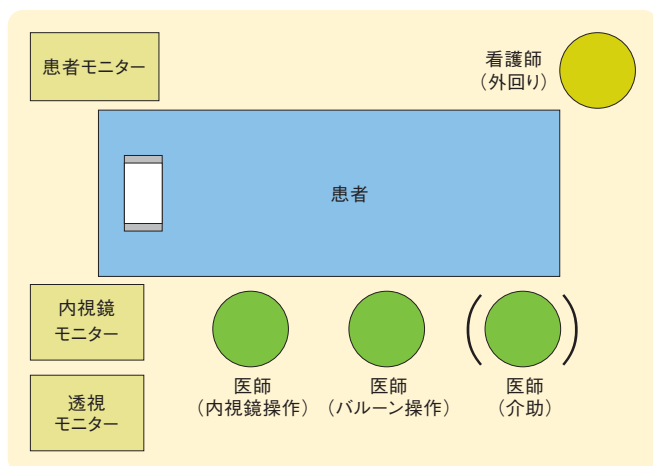 患者モニター
看護師
（外回り）
患者
内視鏡
モニター
透視
モニター
医師
（内視鏡操作）
医師
（バルーン操作）
医師
（介助）